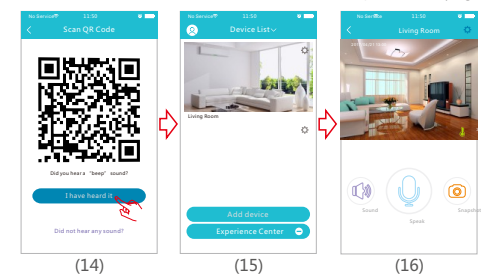 No Service 11:50
Scan QR Code
Did you hear a "beep" sound?
I have heard it
Did not hear any sound?
(14)
No Service 11:50
Device List
Living Room
Add device
Experience Center
(15)
No Service 11:50
Living Room
Sound
Speak
Snapshot
(16)